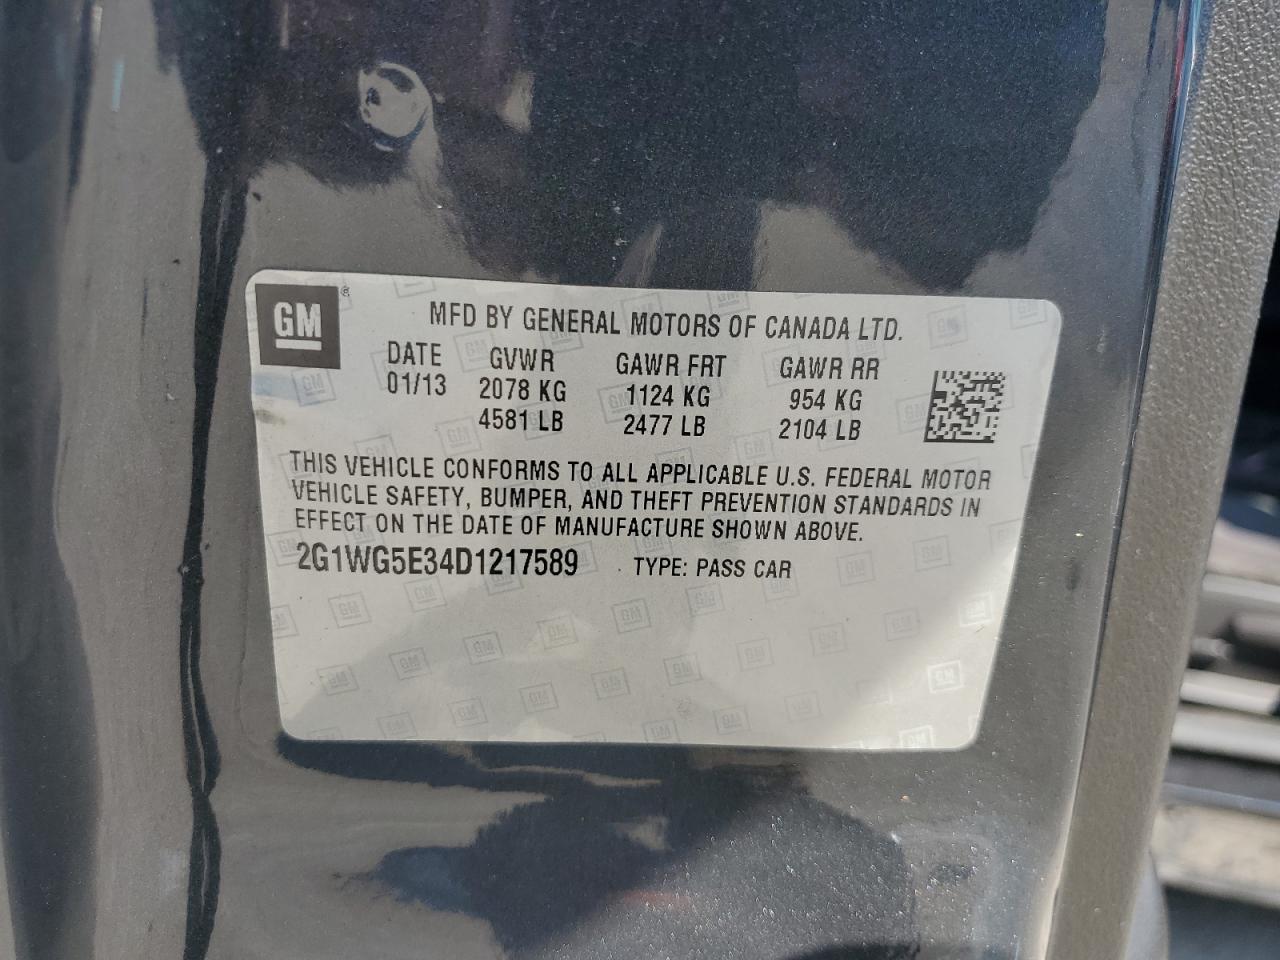 GM ®
MFD BY GENERAL MOTORS OF CANADA LTD.
DATE GVWR GAWR FRT GAWR RR
01/13 2078 KG 1124 KG 954 KG
4581 LB 2477 LB 2104 LB
THIS VEHICLE CONFORMS TO ALL APPLICABLE U.S. FEDERAL MOTOR
VEHICLE SAFETY, BUMPER, AND THEFT PREVENTION STANDARDS IN
EFFECT ON THE DATE OF MANUFACTURE SHOWN ABOVE.
2G1WG5E34D1217589 TYPE: PASS CAR